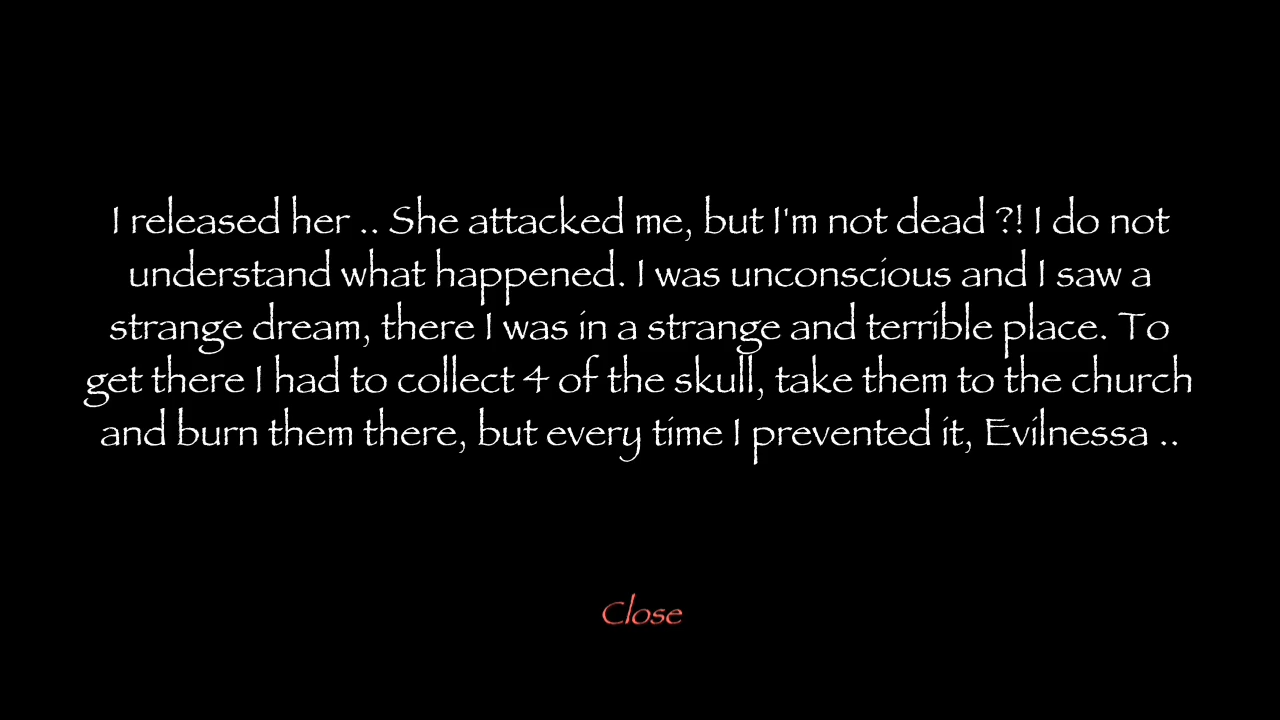 I released her .. She attacked me, but I'm not dead ?! I do not
understand what happened. I was unconscious and I saw a
strange dream, there I was in a strange and terrible place. To
get there I had to collect 4 of the skull, take them to the church
and burn them there, but every time I prevented it, Evilnessa ..
Close